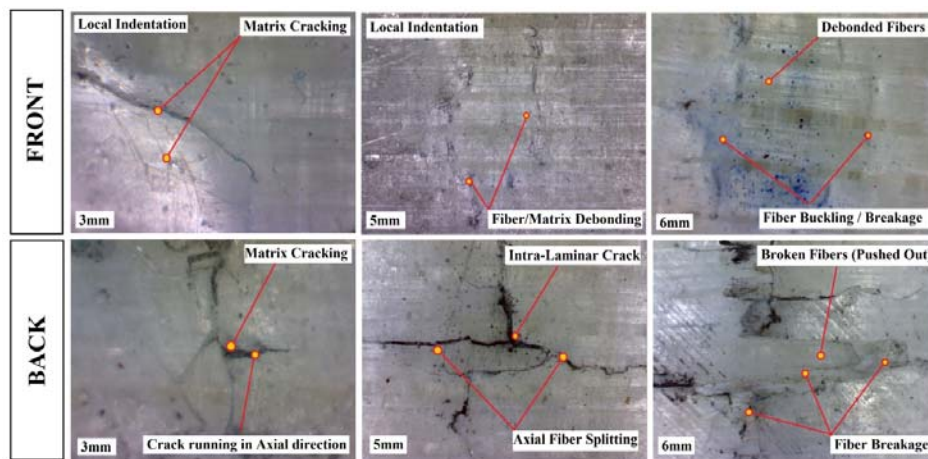 FRONT
Local Indentation
Matrix Cracking
3mm
Local Indentation
Fiber/Matrix Debonding
5mm
Debonded Fibers
Fiber Buckling / Breakage
6mm
BACK
Matrix Cracking
Crack running in Axial direction
3mm
Intra-Laminar Crack
Axial Fiber Splitting
5mm
Broken Fibers (Pushed Out)
Fiber Breakage
6mm